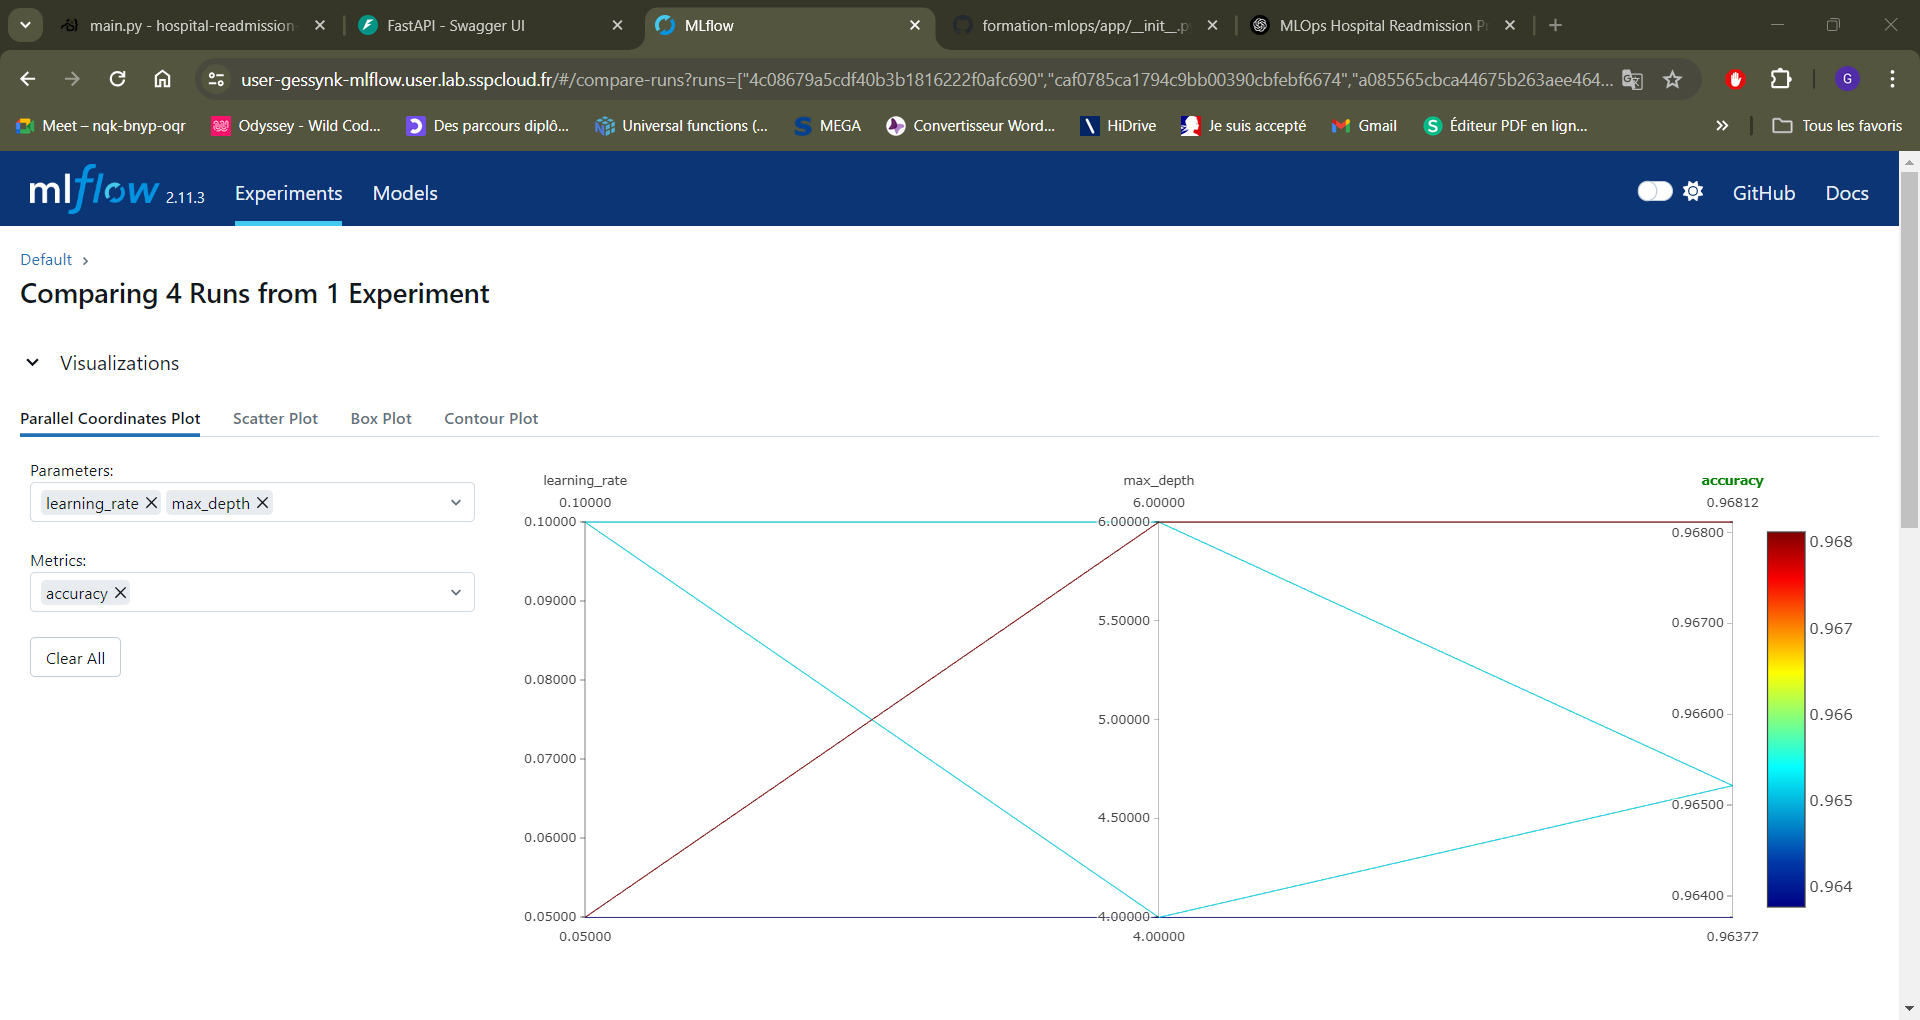 main.py - hospital-readmission-
FastAPI - Swagger UI
MLflow
formation-mlops/app/__init__.p
MLOps Hospital Readmission P
user-gessynk-mlflow.user.lab.sspcloud.fr/#/compare-runs?runs=["4c08679a5cdf40b3b1816222f0afc690","caf0785ca1794c9bb00390cbfebf6674","a085565cbca44675b263aee464...
G
Meet – nqk-bnyp-oqr
Odyssey - Wild Cod...
Des parcours diplô...
Universal functions (...
MEGA
Convertisseur Word...
HiDrive
Je suis accepté
Gmail
Éditeur PDF en lign...
Tous les favoris
mlflow 2.11.3
Experiments
Models
GitHub
Docs
Default
Comparing 4 Runs from 1 Experiment
Visualizations
Parallel Coordinates Plot
Scatter Plot
Box Plot
Contour Plot
Parameters:
learning_rate
max_depth
Metrics:
accuracy
Clear All
learning_rate
0.10000
0.10000
0.09000
0.08000
0.07000
0.06000
0.05000
0.05000
max_depth
6.00000
6.00000
5.50000
5.00000
4.50000
4.00000
4.00000
accuracy
0.96812
0.96800
0.96700
0.96600
0.96500
0.96400
0.96377
0.968
0.967
0.966
0.965
0.964